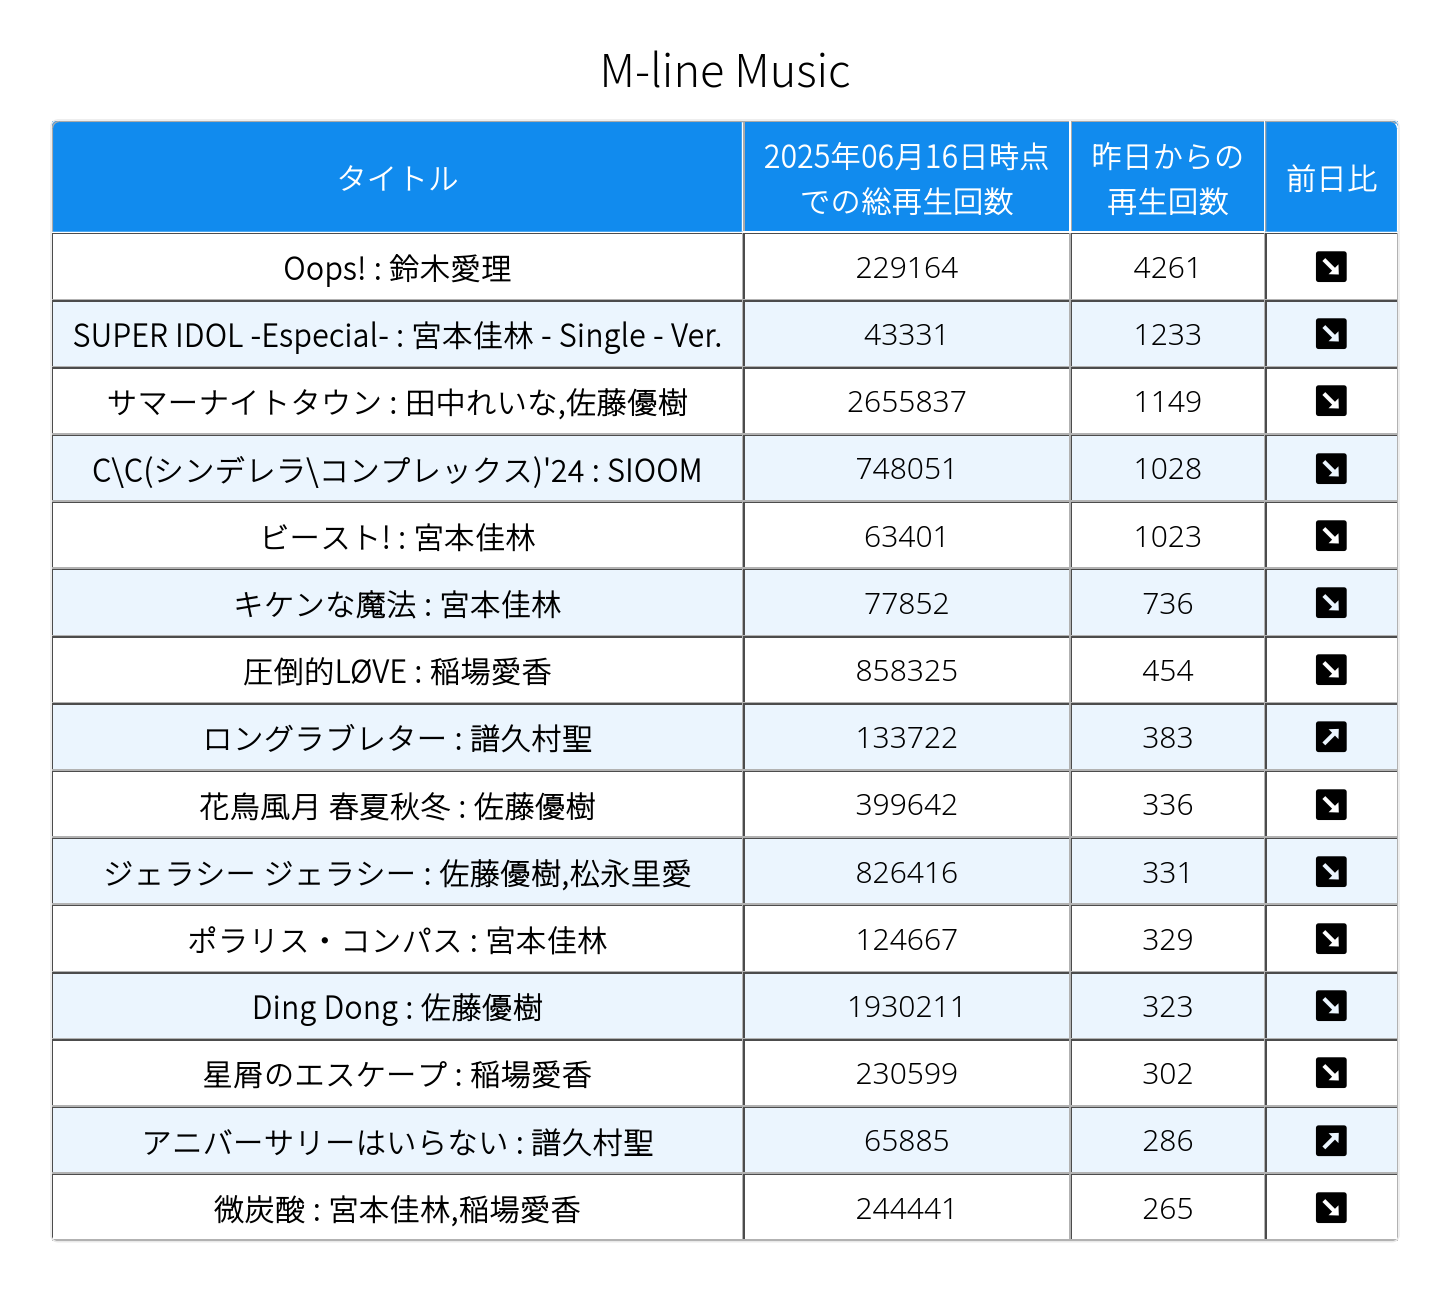 M-line Music
タイトル
2025年06月16日時点
での総再生回数
昨日からの
再生回数
前日比
Oops! : 鈴木愛理 229164 4261 ↘
SUPER IDOL -Especial- : 宮本佳林 - Single - Ver. 43331 1233 ↘
サマーナイトタウン : 田中れいな,佐藤優樹 2655837 1149 ↘
C\C(シンデレラ\コンプレックス)'24 : SIOOM 748051 1028 ↘
ビースト! : 宮本佳林 63401 1023 ↘
キケンな魔法 : 宮本佳林 77852 736 ↘
圧倒的LØVE : 稲場愛香 858325 454 ↘
ロングラブレター : 譜久村聖 133722 383 ↗
花鳥風月 春夏秋冬 : 佐藤優樹 399642 336 ↘
ジェラシー ジェラシー : 佐藤優樹,松永里愛 826416 331 ↘
ポラリス・コンパス : 宮本佳林 124667 329 ↘
Ding Dong : 佐藤優樹 1930211 323 ↘
星屑のエスケープ : 稲場愛香 230599 302 ↘
アニバーサリーはいらない : 譜久村聖 65885 286 ↗
微炭酸 : 宮本佳林,稲場愛香 244441 265 ↘